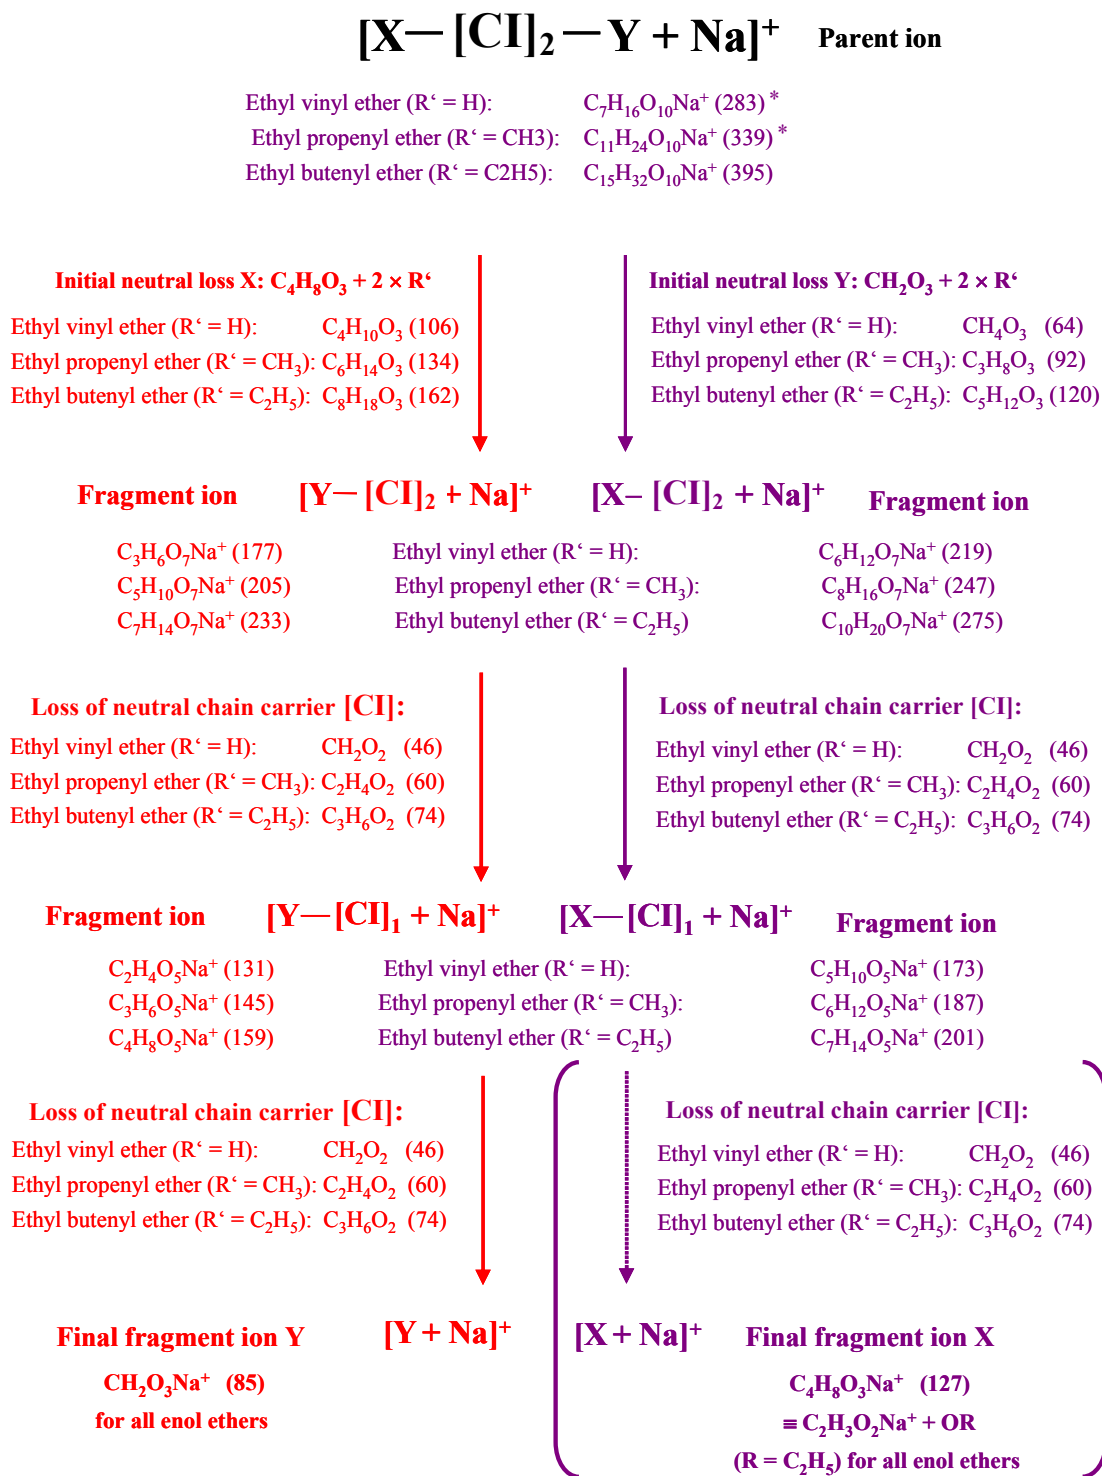 [X— [CI]₂ —Y + Na]⁺ Parent ion
Ethyl vinyl ether (R‘ = H): C₇H₁₆O₁₀Na⁺ (283) *
Ethyl propenyl ether (R‘ = CH3): C₁₁H₂₄O₁₀Na⁺ (339) *
Ethyl butenyl ether (R‘ = C2H5): C₁₅H₃₂O₁₀Na⁺ (395)
Initial neutral loss X: C₄H₈O₃ + 2 × R‘
Ethyl vinyl ether (R‘ = H): C₄H₁₀O₃ (106)
Ethyl propenyl ether (R‘ = CH₃): C₆H₁₄O₃ (134)
Ethyl butenyl ether (R‘ = C₂H₅): C₈H₁₈O₃ (162)
Initial neutral loss Y: CH₂O₃ + 2 × R‘
Ethyl vinyl ether (R‘ = H): CH₄O₃ (64)
Ethyl propenyl ether (R‘ = CH₃): C₃H₈O₃ (92)
Ethyl butenyl ether (R‘ = C₂H₅): C₅H₁₂O₃ (120)
Fragment ion [Y— [CI]₂ + Na]⁺ [X– [CI]₂ + Na]⁺ Fragment ion
C₃H₆O₇Na⁺ (177) Ethyl vinyl ether (R‘ = H): C₆H₁₂O₇Na⁺ (219)
C₅H₁₀O₇Na⁺ (205) Ethyl propenyl ether (R‘ = CH₃): C₈H₁₆O₇Na⁺ (247)
C₇H₁₄O₇Na⁺ (233) Ethyl butenyl ether (R‘ = C₂H₅) C₁₀H₂₀O₇Na⁺ (275)
Loss of neutral chain carrier [CI]:
Ethyl vinyl ether (R‘ = H): CH₂O₂ (46)
Ethyl propenyl ether (R‘ = CH₃): C₂H₄O₂ (60)
Ethyl butenyl ether (R‘ = C₂H₅): C₃H₆O₂ (74)
Loss of neutral chain carrier [CI]:
Ethyl vinyl ether (R‘ = H): CH₂O₂ (46)
Ethyl propenyl ether (R‘ = CH₃): C₂H₄O₂ (60)
Ethyl butenyl ether (R‘ = C₂H₅): C₃H₆O₂ (74)
Fragment ion [Y—[CI]₁ + Na]⁺ [X—[CI]₁ + Na]⁺ Fragment ion
C₂H₄O₅Na⁺ (131) Ethyl vinyl ether (R‘ = H): C₅H₁₀O₅Na⁺ (173)
C₃H₆O₅Na⁺ (145) Ethyl propenyl ether (R‘ = CH₃): C₆H₁₂O₅Na⁺ (187)
C₄H₈O₅Na⁺ (159) Ethyl butenyl ether (R‘ = C₂H₅) C₇H₁₄O₅Na⁺ (201)
Loss of neutral chain carrier [CI]:
Ethyl vinyl ether (R‘ = H): CH₂O₂ (46)
Ethyl propenyl ether (R‘ = CH₃): C₂H₄O₂ (60)
Ethyl butenyl ether (R‘ = C₂H₅): C₃H₆O₂ (74)
Loss of neutral chain carrier [CI]:
Ethyl vinyl ether (R‘ = H): CH₂O₂ (46)
Ethyl propenyl ether (R‘ = CH₃): C₂H₄O₂ (60)
Ethyl butenyl ether (R‘ = C₂H₅): C₃H₆O₂ (74)
Final fragment ion Y [Y + Na]⁺ [X + Na]⁺ Final fragment ion X
CH₂O₃Na⁺ (85)
for all enol ethers
C₄H₈O₃Na⁺ (127)
≡ C₂H₃O₂Na⁺ + OR
(R = C₂H₅) for all enol ethers